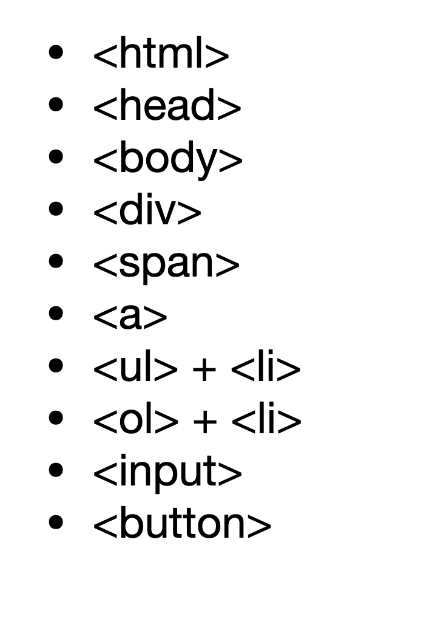 • <html>
• <head>
• <body>
• <div>
• <span>
• <a>
• <ul> + <li>
• <ol> + <li>
• <input>
• <button>